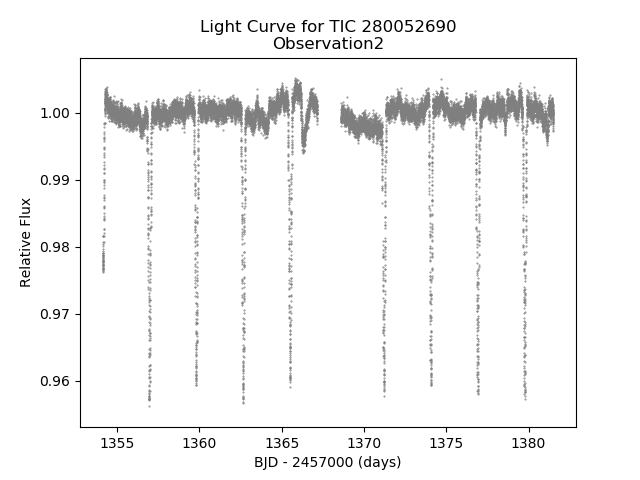 Light Curve for TIC 280052690
Observation2
Relative Flux
1.00
0.99
0.98
0.97
0.96
1355 1360 1365 1370 1375 1380
BJD - 2457000 (days)